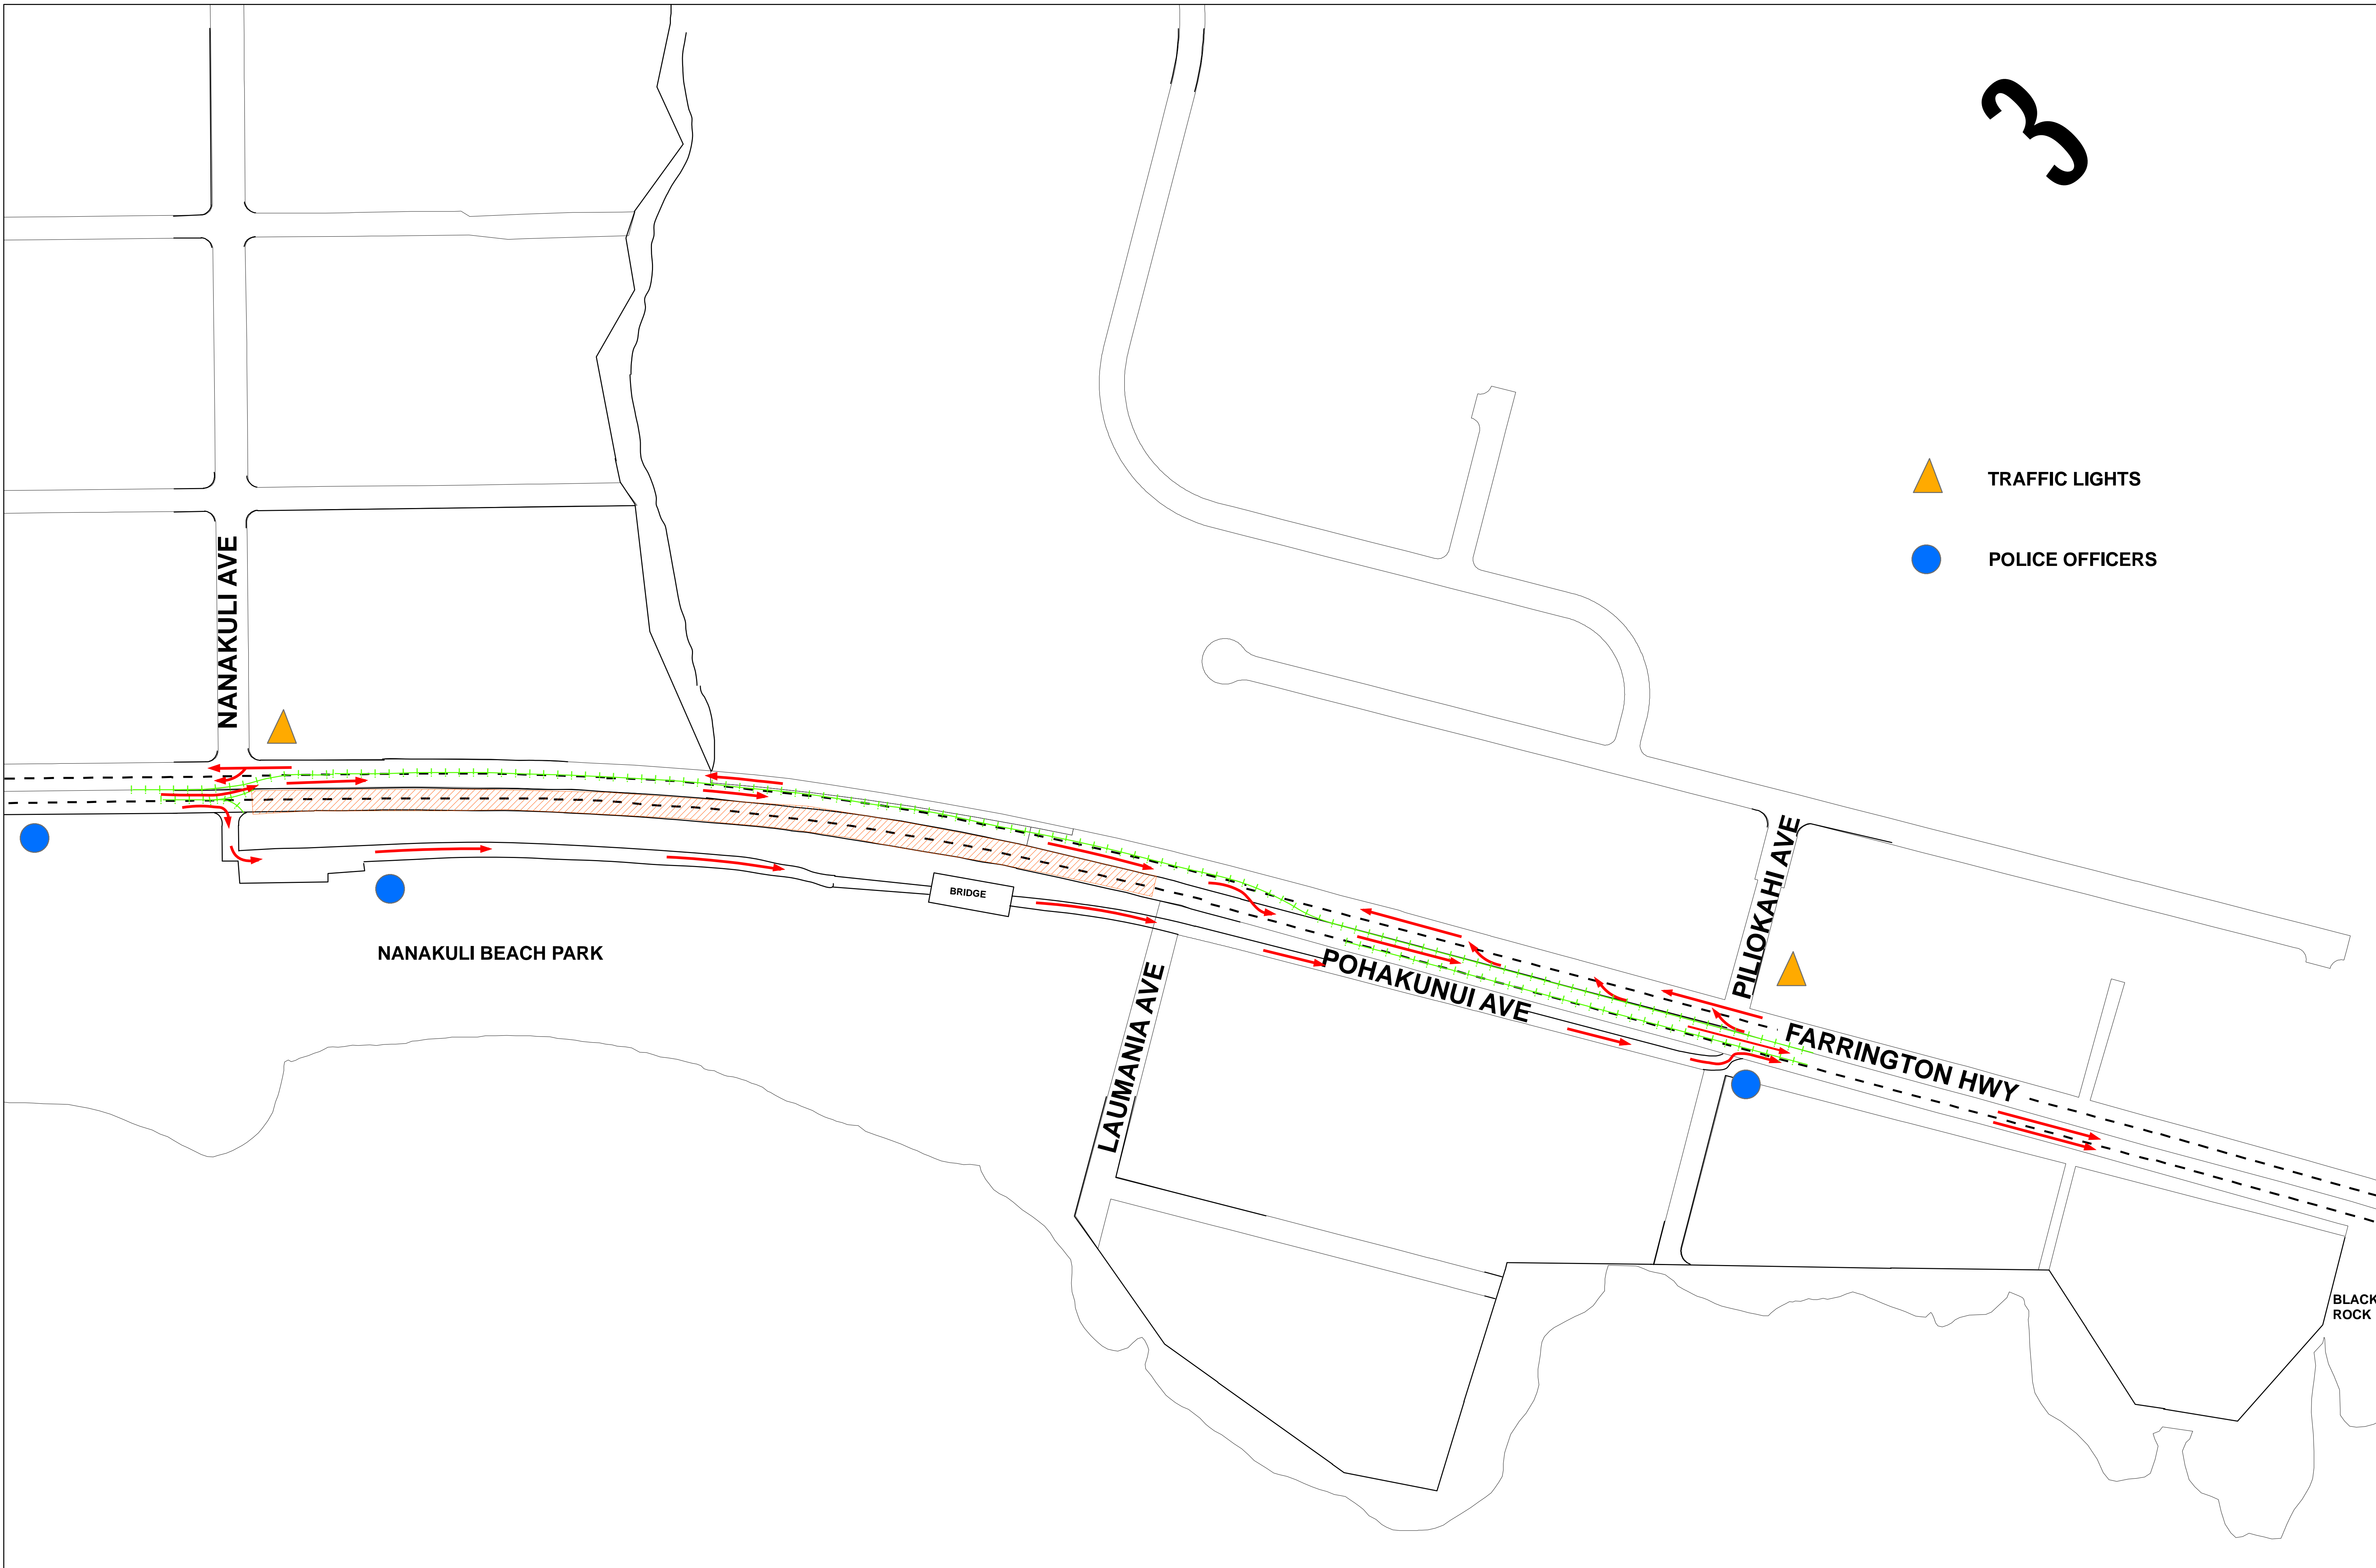 3
TRAFFIC LIGHTS
POLICE OFFICERS
NANAKULI AVE
PILIOKAHI AVE
BRIDGE
NANAKULI BEACH PARK
POHAKUNUI AVE
LAUMANIA AVE
FARRINGTON HWY
BLACK
ROCK